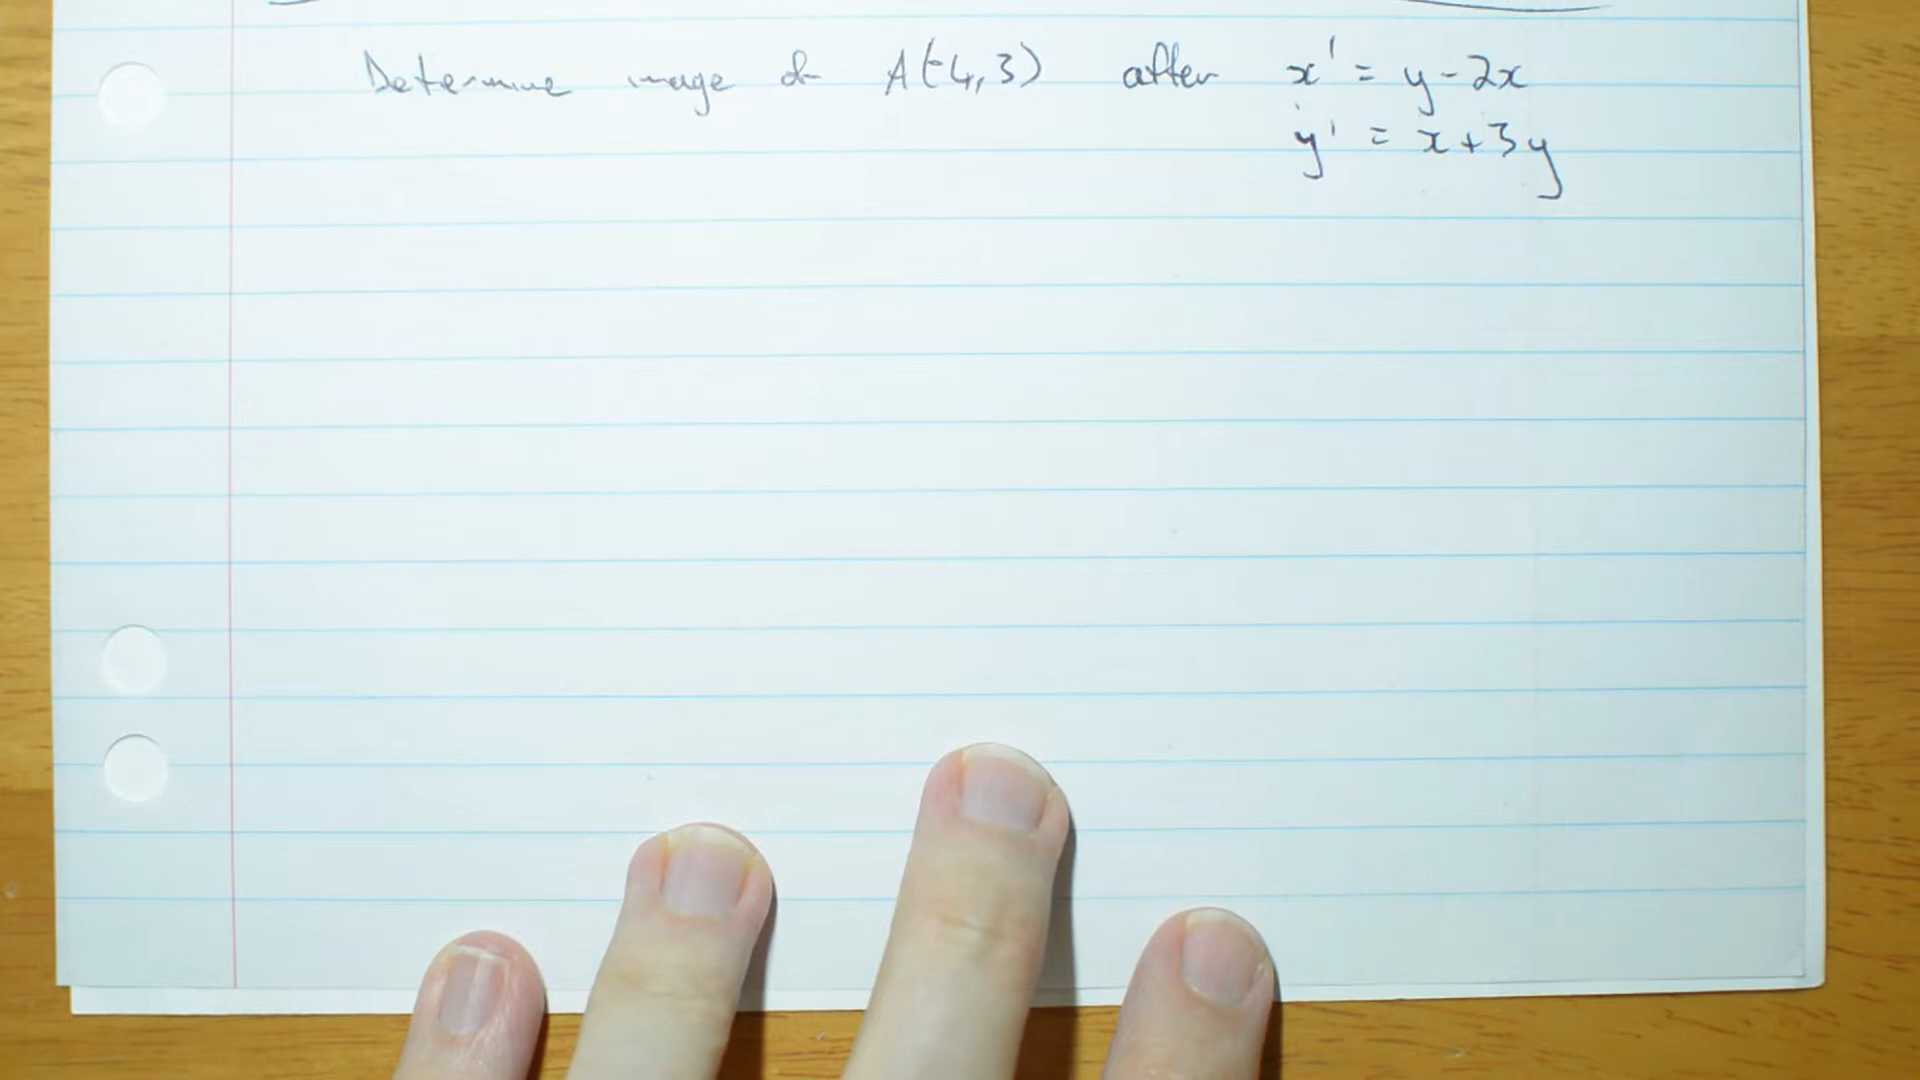 Determine image of A(-4,3) after x' = y-2x
y' = x+3y